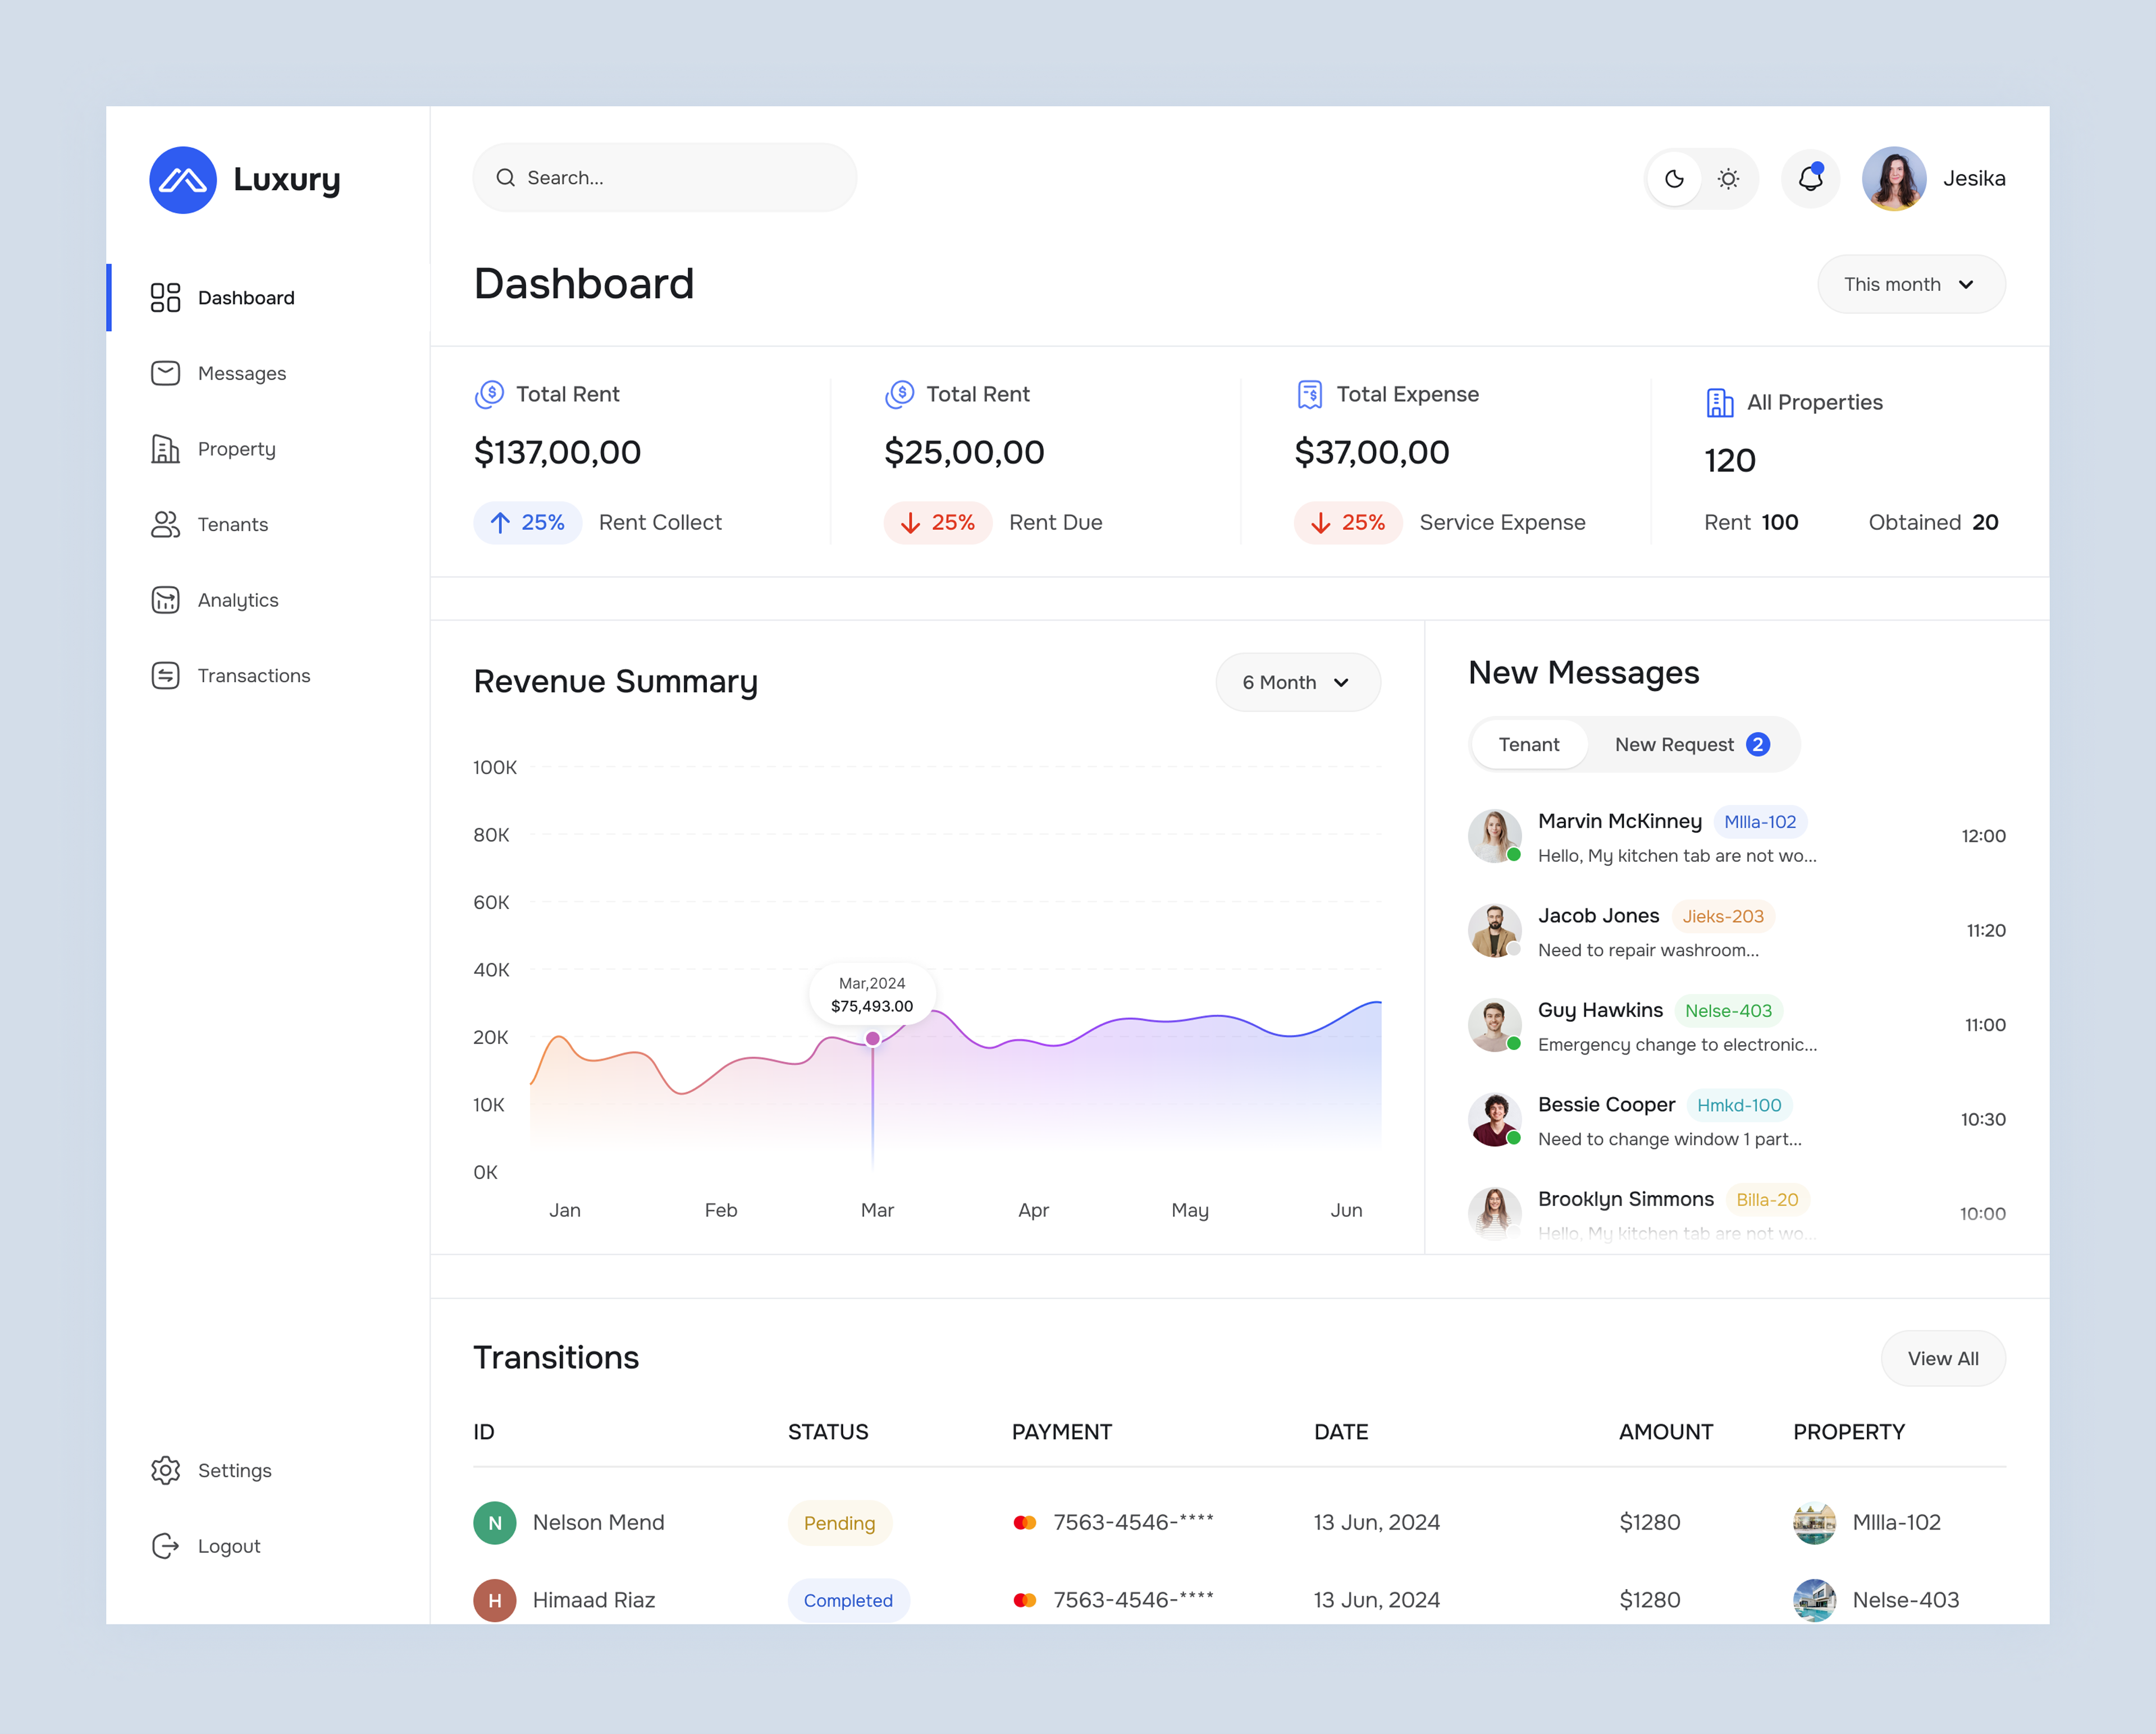 Luxury
Search...
Jesika
Dashboard
Messages
Property
Tenants
Analytics
Transactions
Settings
Logout
Dashboard
This month
Total Rent
$137,00,00
25% Rent Collect
Total Rent
$25,00,00
25% Rent Due
Total Expense
$37,00,00
25% Service Expense
All Properties
120
Rent 100 Obtained 20
Revenue Summary
6 Month
100K
80K
60K
40K
20K
10K
0K
Mar,2024
$75,493.00
Jan Feb Mar Apr May Jun
New Messages
Tenant New Request 2
Marvin McKinney Mllla-102
Hello, My kitchen tab are not wo...
12:00
Jacob Jones Jieks-203
Need to repair washroom...
11:20
Guy Hawkins Nelse-403
Emergency change to electronic...
11:00
Bessie Cooper Hmkd-100
Need to change window 1 part...
10:30
Brooklyn Simmons Billa-20
Hello, My kitchen tab are not wo...
10:00
Transitions
View All
ID STATUS PAYMENT DATE AMOUNT PROPERTY
N Nelson Mend Pending 7563-4546-**** 13 Jun, 2024 $1280 Mllla-102
H Himaad Riaz Completed 7563-4546-**** 13 Jun, 2024 $1280 Nelse-403